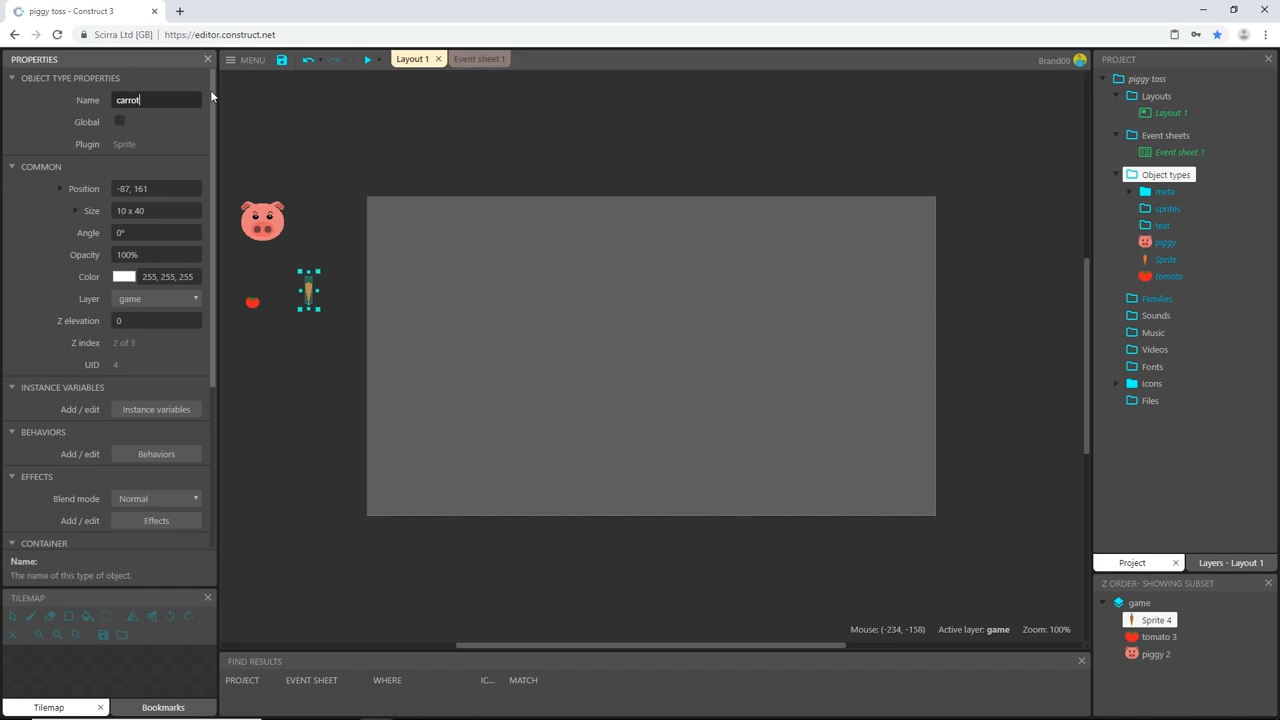 piggy toss - Construct 3
Scirra Ltd [GB] https://editor.construct.net
PROPERTIES
OBJECT TYPE PROPERTIES
Name carrot
Global
Plugin Sprite
COMMON
Position -87, 161
Size 10 x 40
Angle 0°
Opacity 100%
Color 255, 255, 255
Layer game
Z elevation 0
Z index 2 of 3
UID 4
INSTANCE VARIABLES
Add / edit Instance variables
BEHAVIORS
Add / edit Behaviors
EFFECTS
Blend mode Normal
Add / edit Effects
CONTAINER
Name:
The name of this type of object.
TILEMAP
Tilemap
Bookmarks
MENU
Layout 1
Event sheet 1
Brand09
Mouse: (-234, -158) Active layer: game Zoom: 100%
FIND RESULTS
PROJECT EVENT SHEET WHERE IC... MATCH
PROJECT
piggy toss
Layouts
Layout 1
Event sheets
Event sheet 1
Object types
meta
sprites
text
piggy
Sprite
tomato
Families
Sounds
Music
Videos
Fonts
Icons
Files
Project
Layers - Layout 1
Z ORDER- SHOWING SUBSET
game
Sprite 4
tomato 3
piggy 2